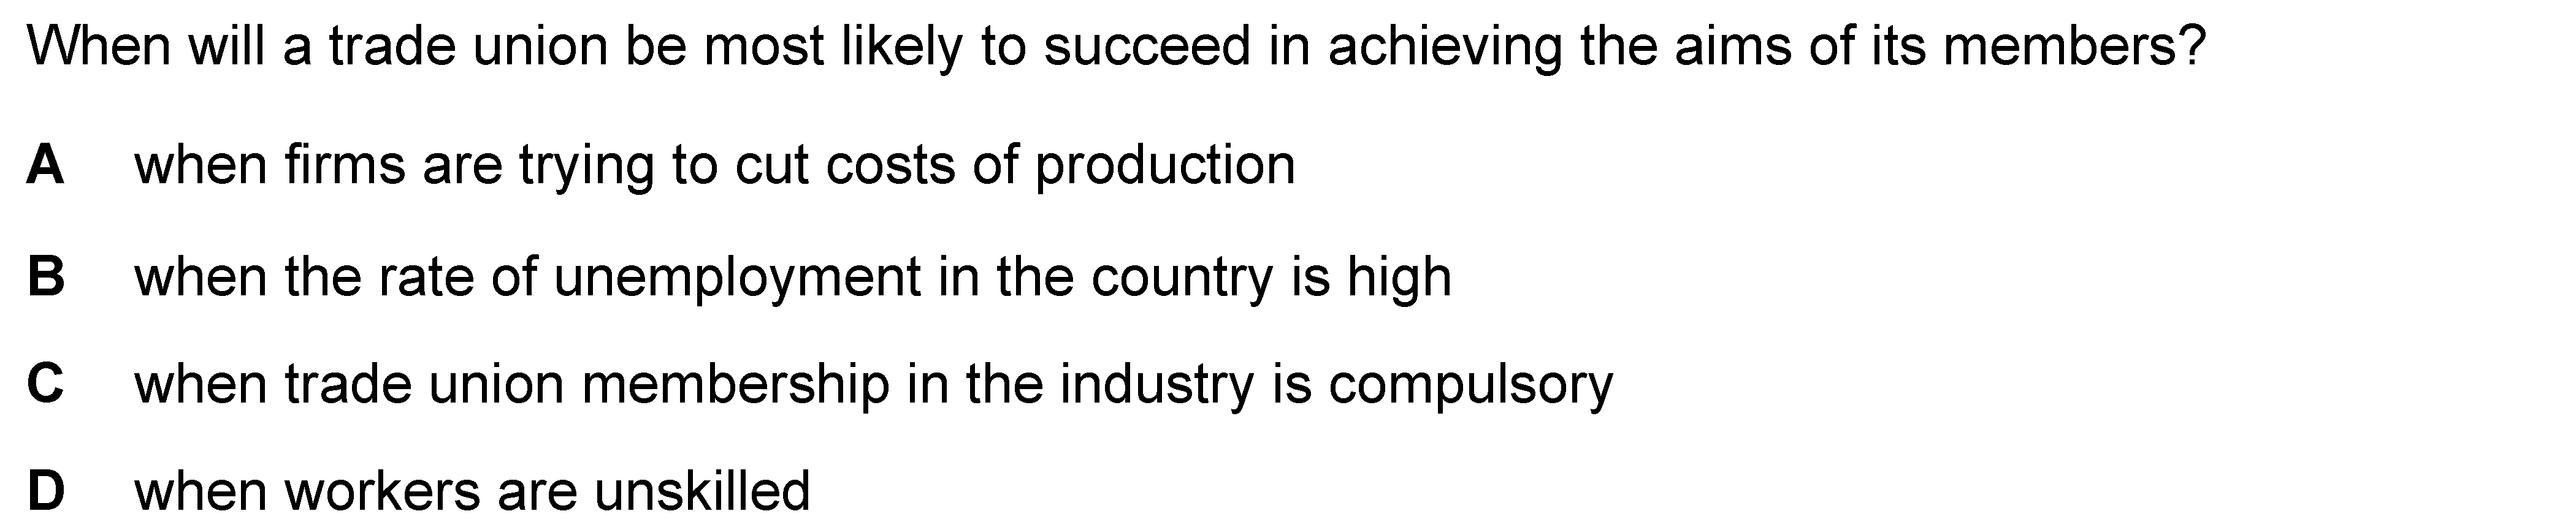 When will a trade union be most likely to succeed in achieving the aims of its members?
A when firms are trying to cut costs of production
B when the rate of unemployment in the country is high
C when trade union membership in the industry is compulsory
D when workers are unskilled